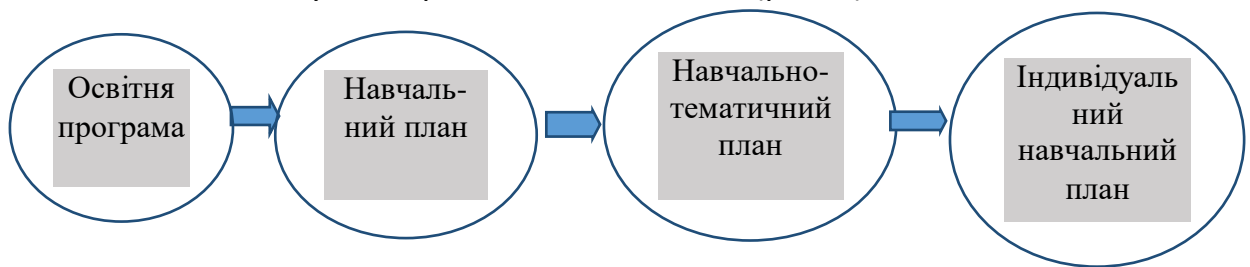 Освітня
програма
Навчаль-
ний план
Навчально-
тематичний
план
Індивідуаль
ний
навчальний
план